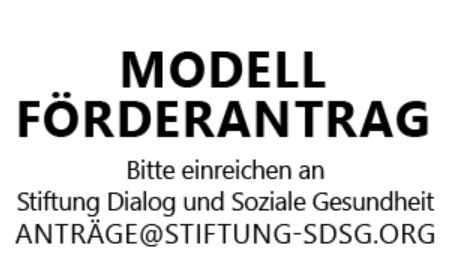 MODELL
FÖRDERANTRAG
Bitte einreichen an
Stiftung Dialog und Soziale Gesundheit
ANTRÄGE@STIFTUNG-SDSG.ORG